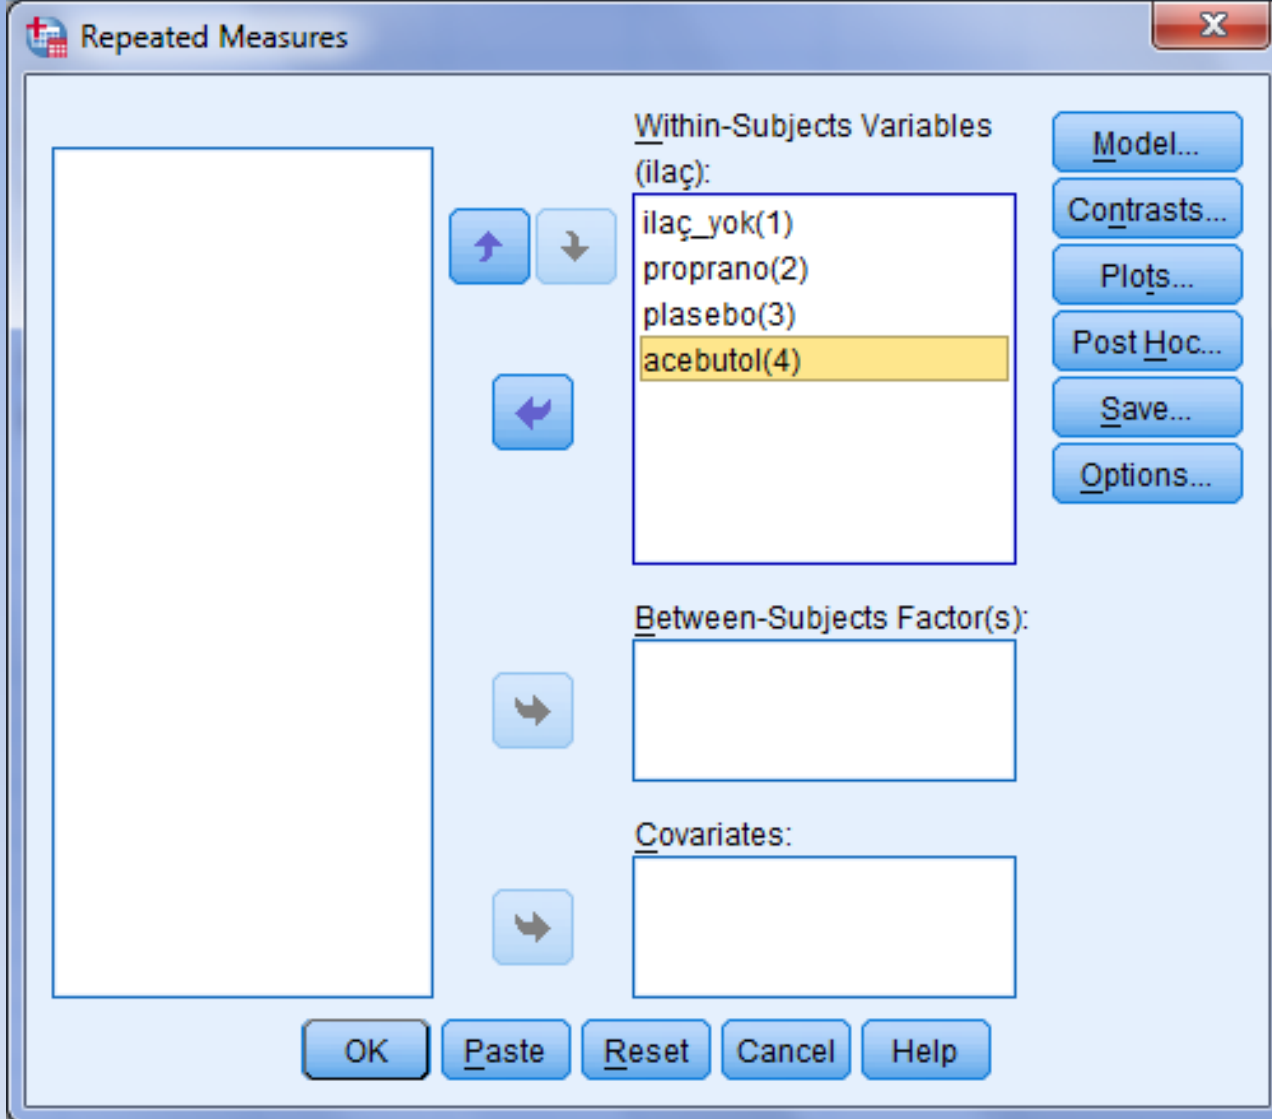 Repeated Measures
Within-Subjects Variables
(ilaç):
ilaç_yok(1)
proprano(2)
plasebo(3)
acebutol(4)
Model...
Contrasts...
Plots...
Post Hoc...
Save...
Options...
Between-Subjects Factor(s):
Covariates:
OK
Paste
Reset
Cancel
Help